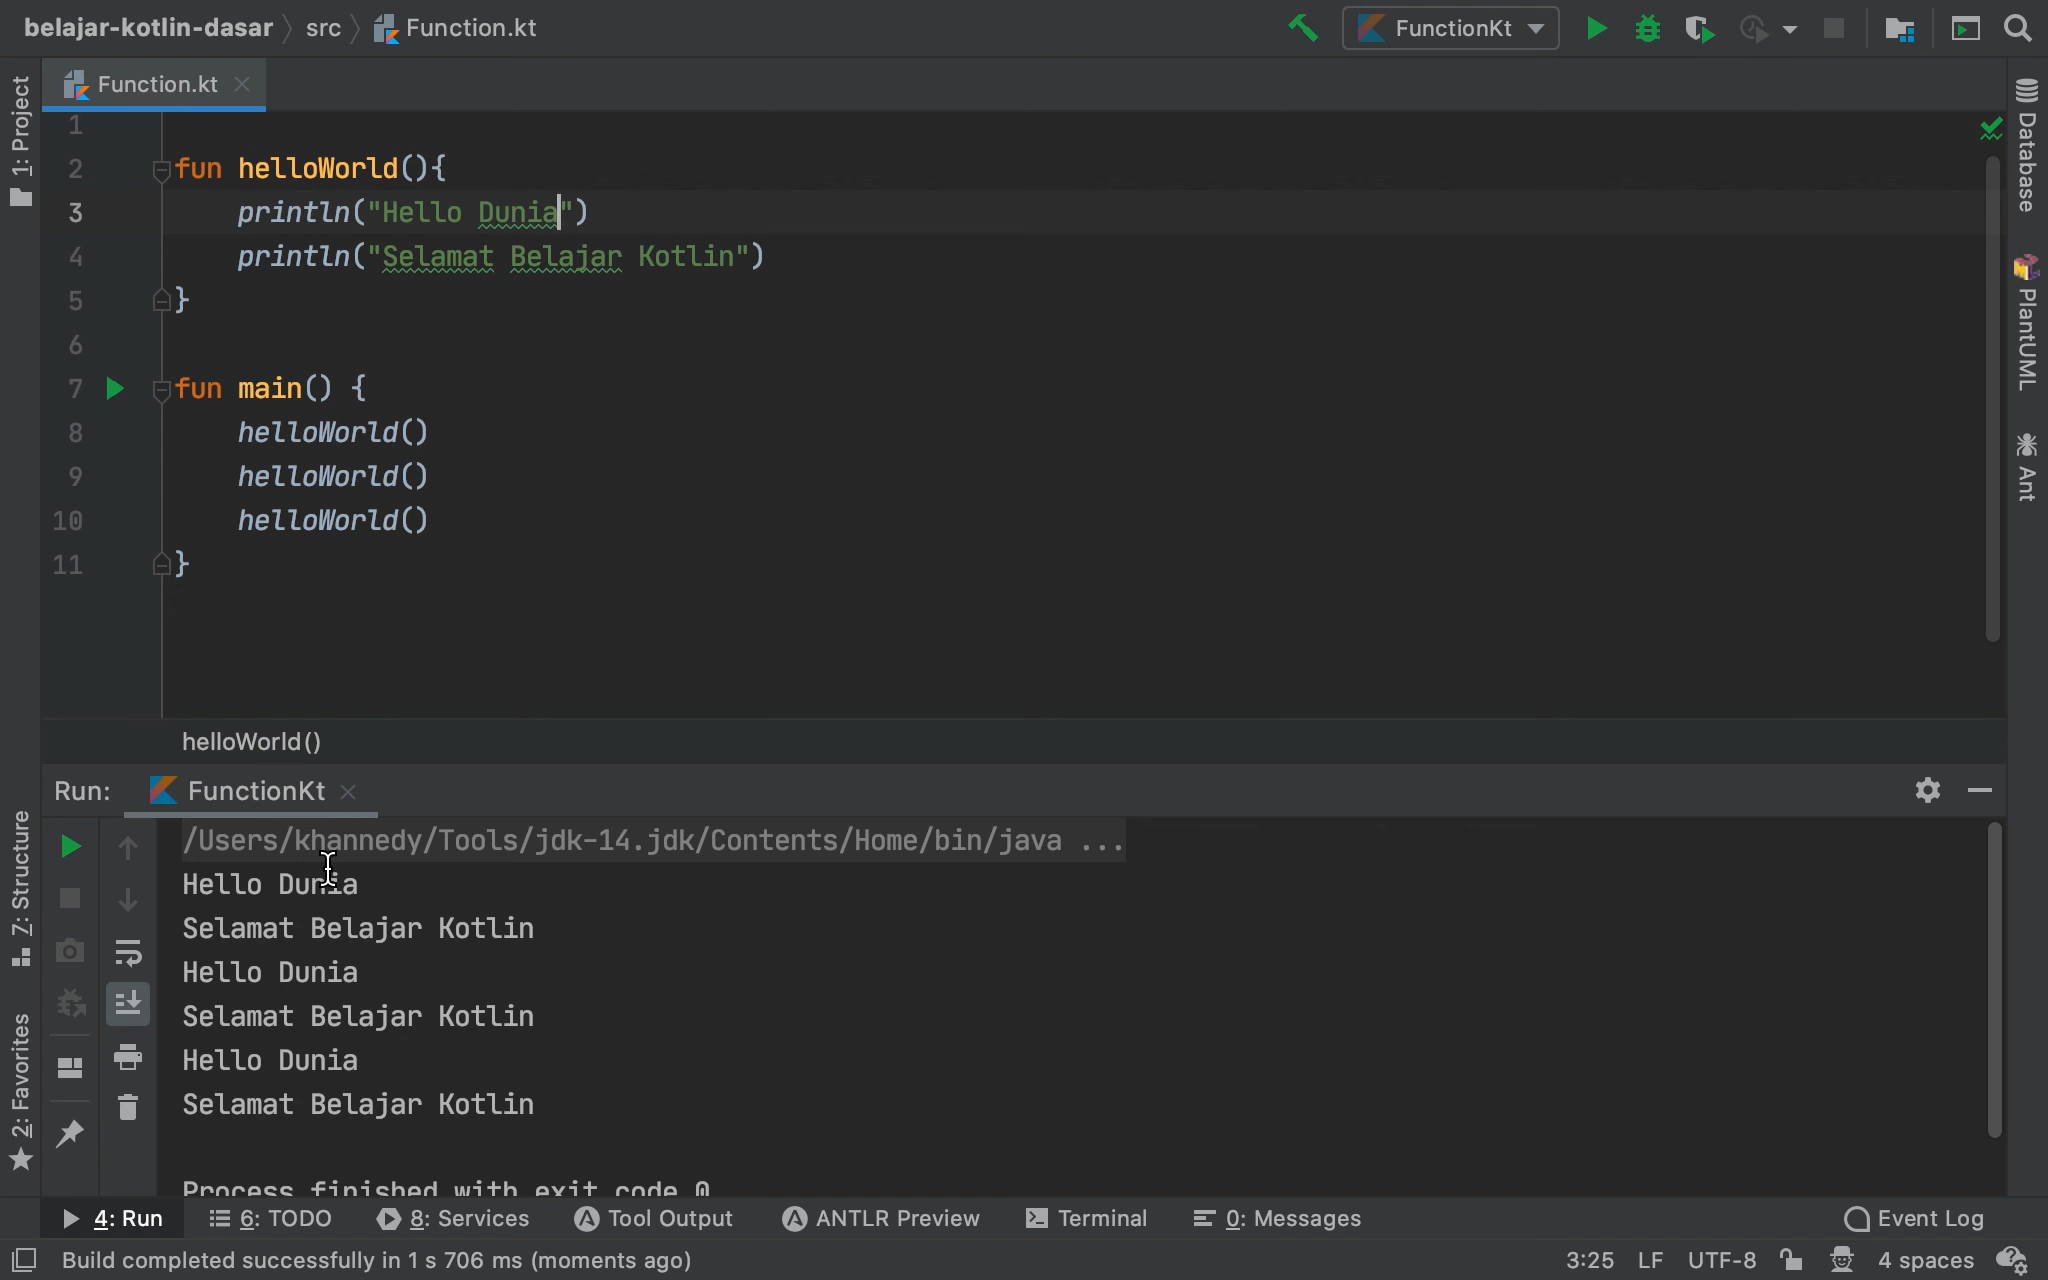 belajar-kotlin-dasar src Function.kt FunctionKt
Function.kt
1: Project
1
2 fun helloWorld(){
3 println("Hello Dunia")
4 println("Selamat Belajar Kotlin")
5 }
6
7 fun main() {
8 helloWorld()
9 helloWorld()
10 helloWorld()
11 }
Database
PlantUML
Ant
helloWorld()
Run: FunctionKt
7: Structure
2: Favorites
/Users/khannedy/Tools/jdk-14.jdk/Contents/Home/bin/java ...
Hello Dunia
Selamat Belajar Kotlin
Hello Dunia
Selamat Belajar Kotlin
Hello Dunia
Selamat Belajar Kotlin
Process finished with exit code 0
4: Run 6: TODO 8: Services Tool Output ANTLR Preview Terminal 0: Messages Event Log
Build completed successfully in 1 s 706 ms (moments ago) 3:25 LF UTF-8 4 spaces